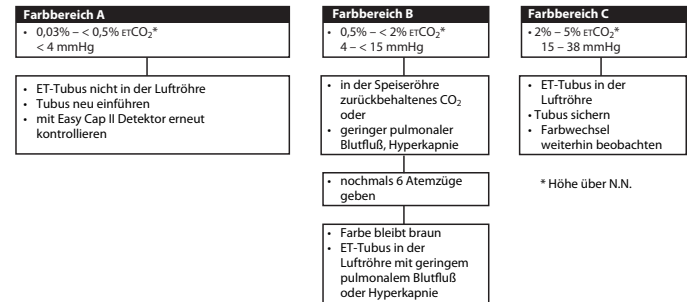 Farbbereich A
• 0,03% – < 0,5% ETCO₂*
< 4 mmHg
• ET-Tubus nicht in der Luftröhre
• Tubus neu einführen
• mit Easy Cap II Detektor erneut
kontrollieren
Farbbereich B
• 0,5% – < 2% ETCO₂*
4 – < 15 mmHg
• in der Speiseröhre
zurückbehaltenes CO₂
oder
• geringer pulmonaler
Blutfluß, Hyperkapnie
• nochmals 6 Atemzüge
geben
• Farbe bleibt braun
• ET-Tubus in der
Luftröhre mit geringem
pulmonalem Blutfluß
oder Hyperkapnie
Farbbereich C
• 2% – 5% ETCO₂*
15 – 38 mmHg
• ET-Tubus in der
Luftröhre
• Tubus sichern
• Farbwechsel
weiterhin beobachten
* Höhe über N.N.